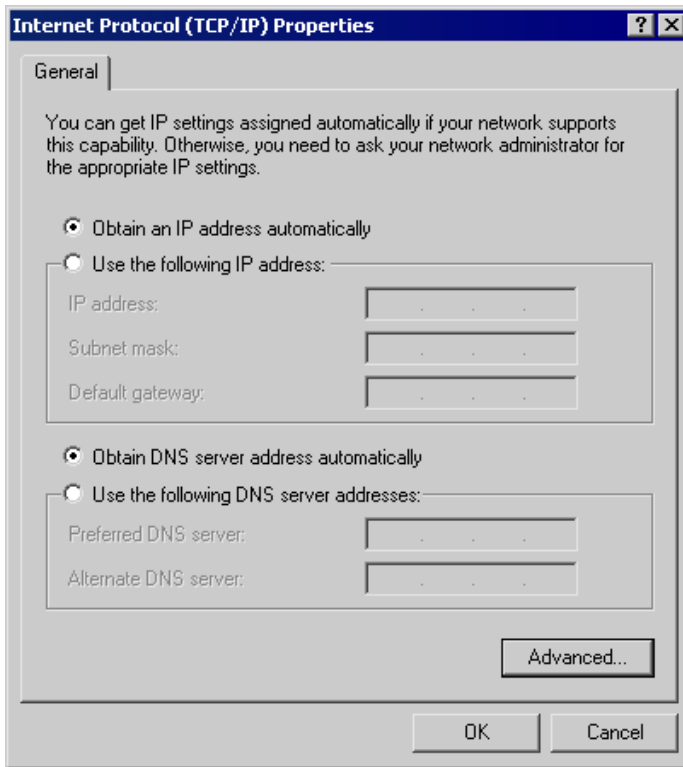 Internet Protocol (TCP/IP) Properties
General
You can get IP settings assigned automatically if your network supports
this capability. Otherwise, you need to ask your network administrator for
the appropriate IP settings.
Obtain an IP address automatically
Use the following IP address:
IP address:
Subnet mask:
Default gateway:
Obtain DNS server address automatically
Use the following DNS server addresses:
Preferred DNS server:
Alternate DNS server:
Advanced...
OK Cancel